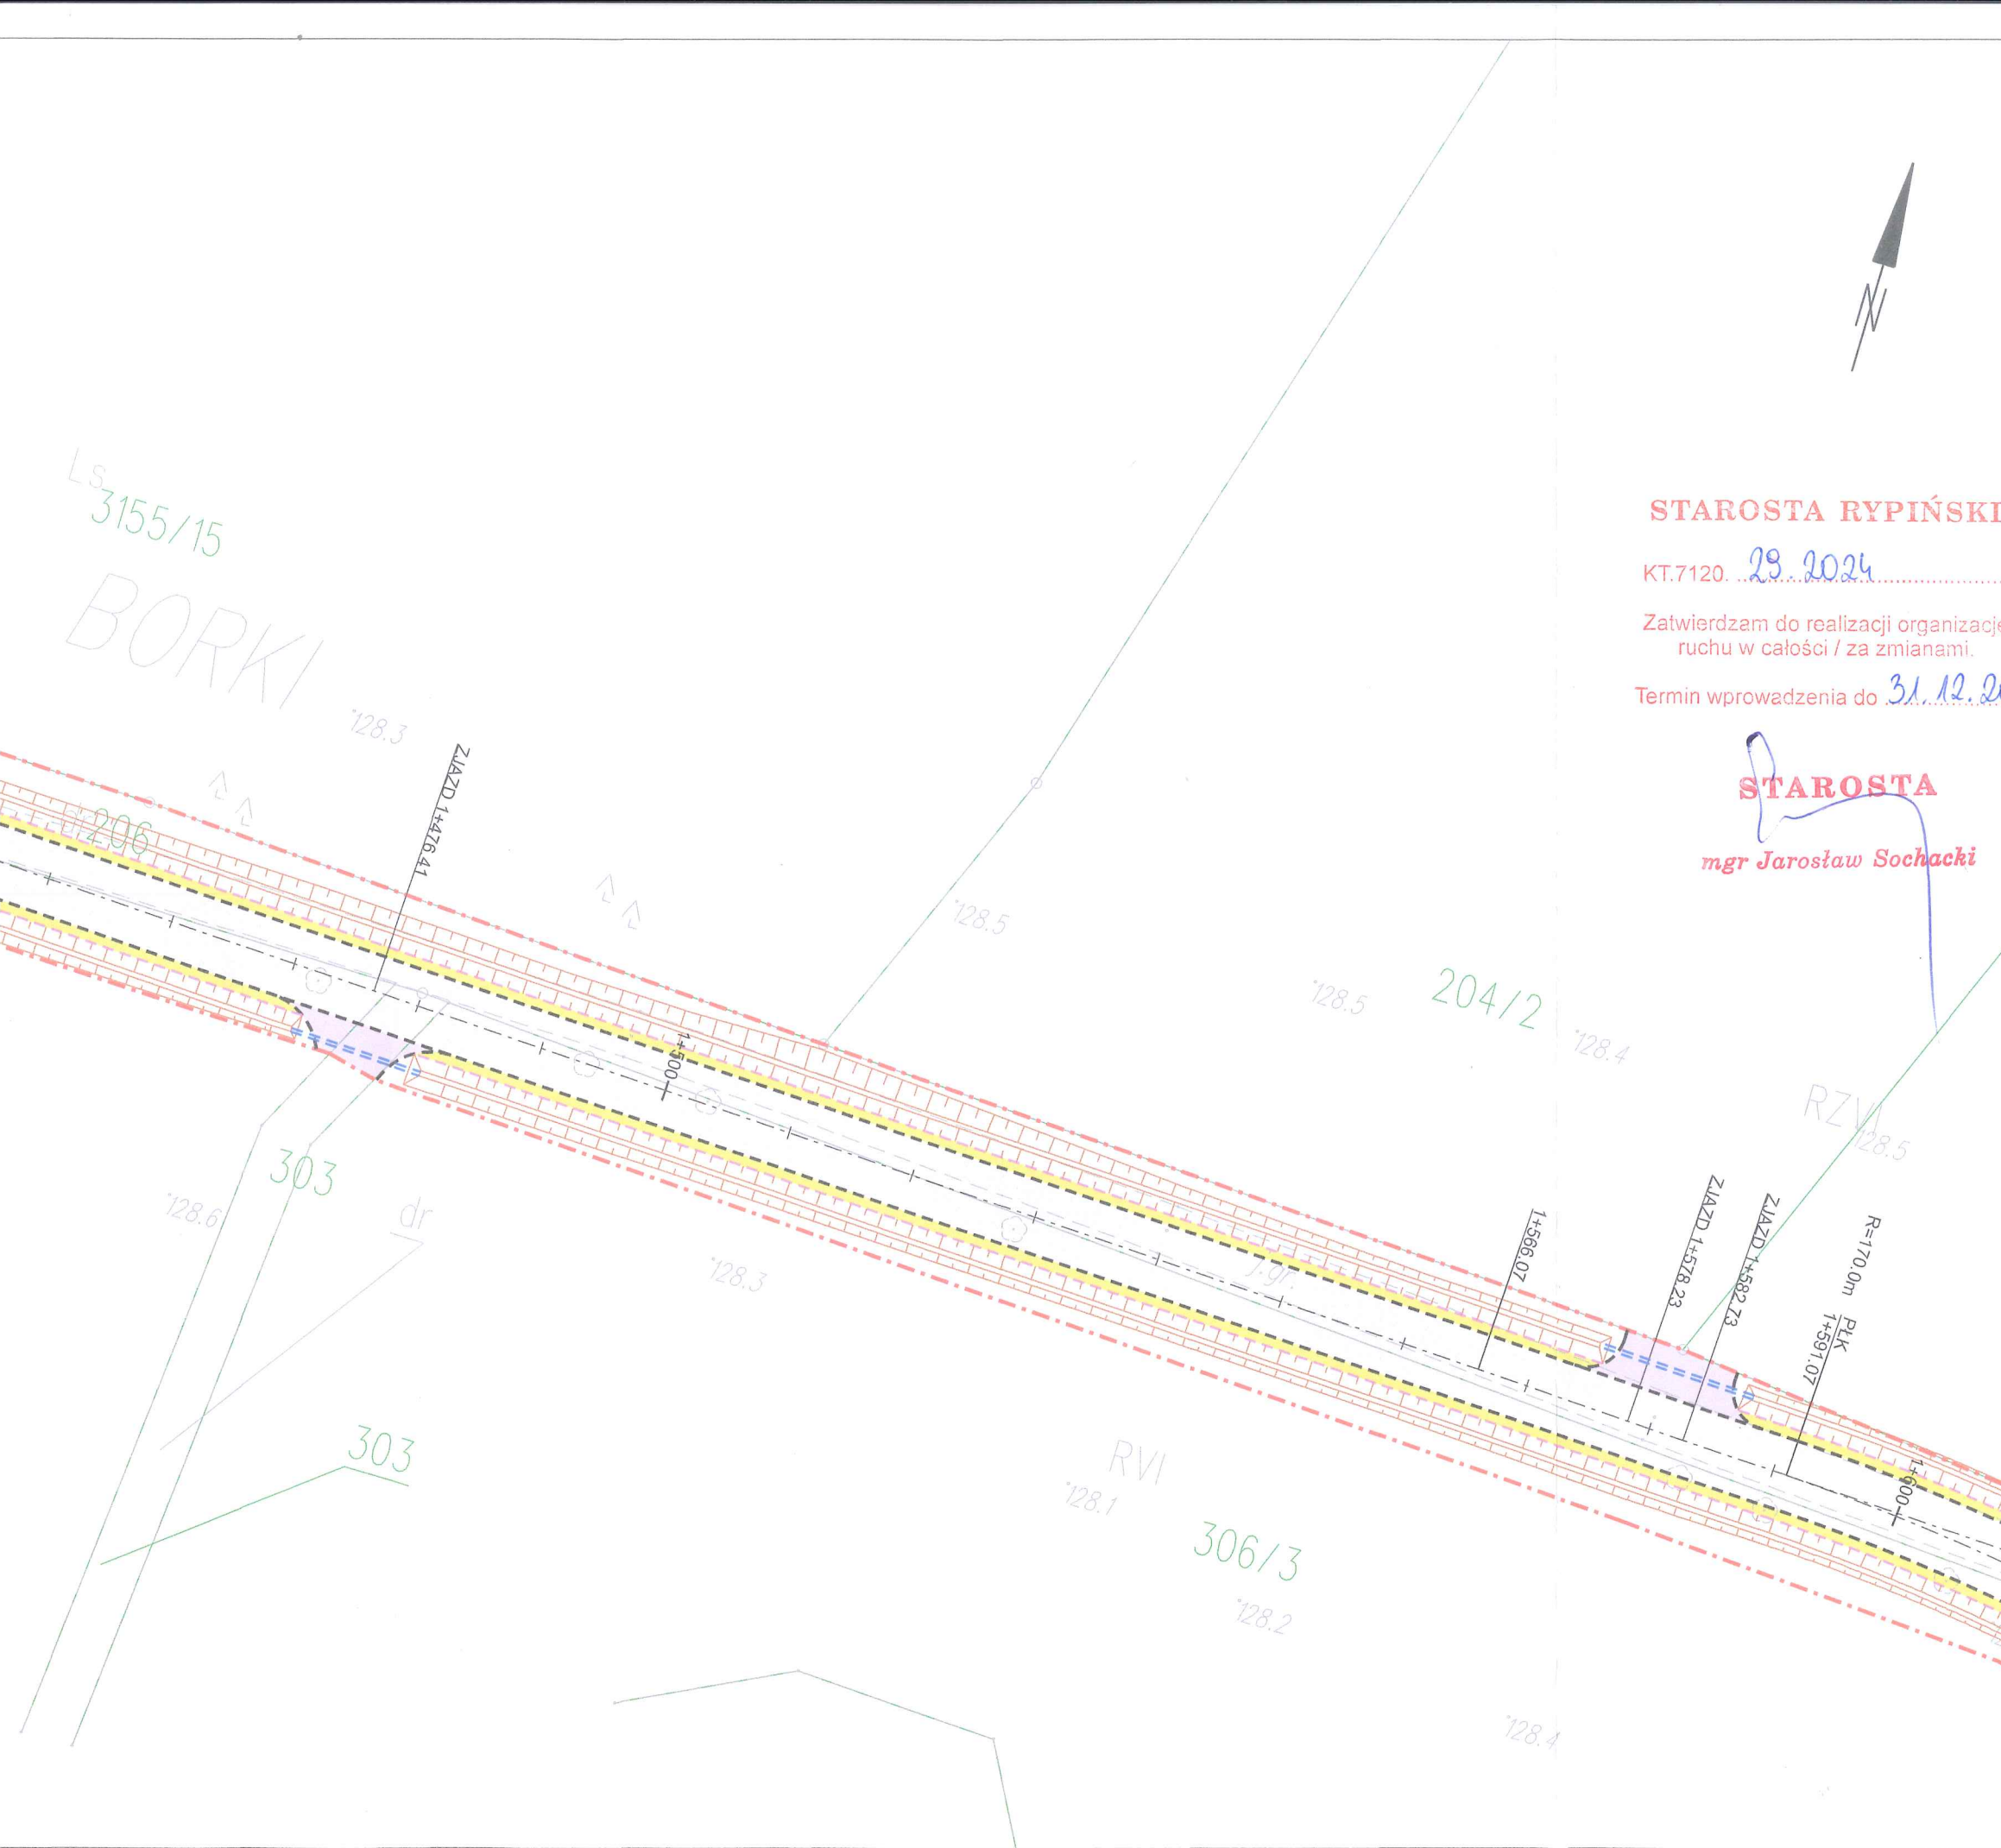 Ls
3155/15
BORKI
128.3
STAROSTA RYPIŃSKI
KT.7120. 29.2024
Zatwierdzam do realizacji organizację
ruchu w całości / za zmianami.
Termin wprowadzenia do 31.12.2
STAROSTA
mgr Jarosław Sochacki
N
206
ZJAZD 1+476.41
128.5
128.5
204/2
128.4
RZVI
128.5
1+500
303
dr
128.6
128.3
j.gr.
1+566.07
ZJAZD 1+578.23
ZJAZD 1+582.73
R=170.0m
PŁK
1+591.07
1+600
303
RVI
128.1
306/3
128.2
128.4